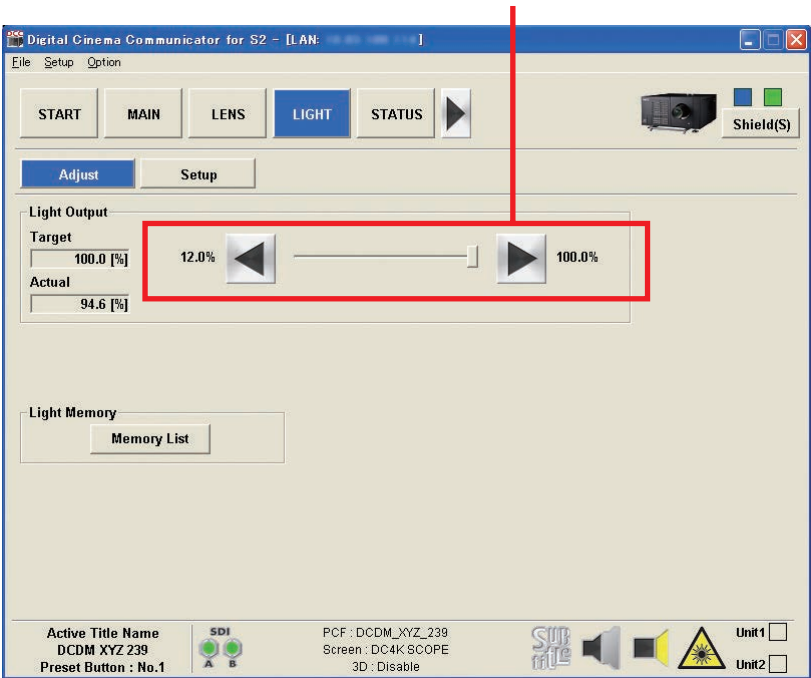 Digital Cinema Communicator for S2 - [LAN: ]
File Setup Option
START MAIN LENS LIGHT STATUS Shield(S)
Adjust Setup
Light Output
Target
100.0 [%]
12.0% 100.0%
Actual
94.6 [%]
Light Memory
Memory List
Active Title Name
DCDM XYZ 239
Preset Button : No.1
SDI
A B
PCF : DCDM_XYZ_239
Screen : DC4K SCOPE
3D : Disable
SUB
TITLE
Unit1
Unit2